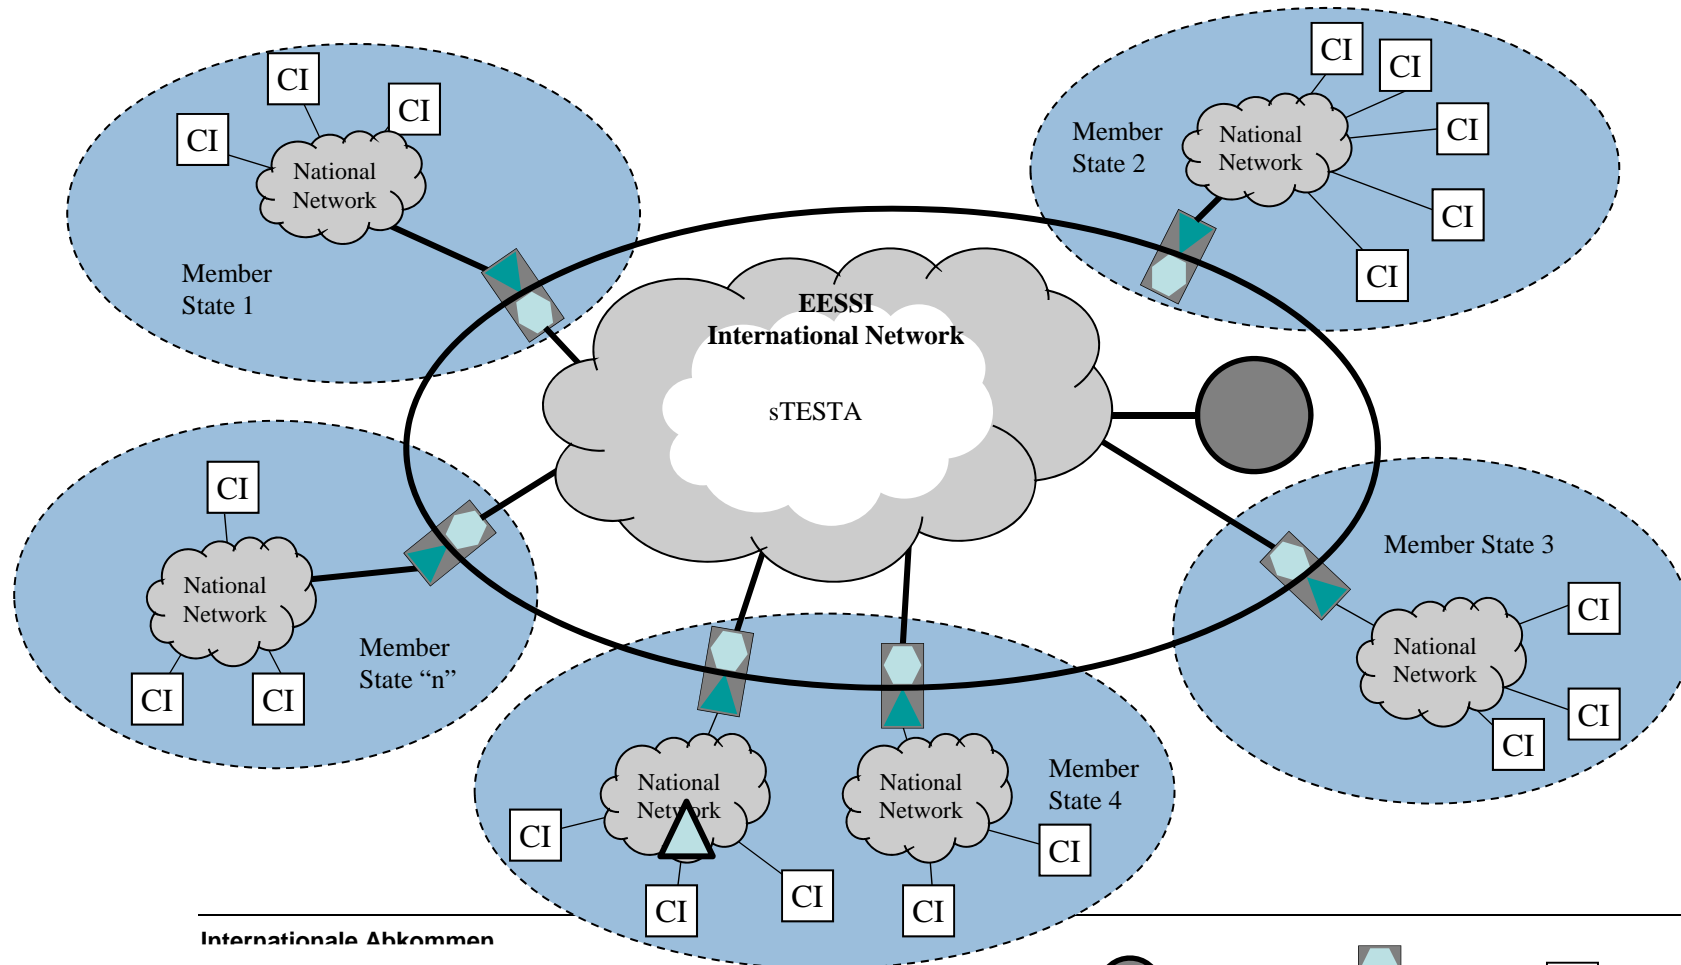 CI
CI
CI
National
Network
Member
State 1
CI
CI
CI
CI
CI
National
Network
Member
State 2
EESSI
International Network
sTESTA
CI
National
Network
CI
CI
Member
State “n”
Member State 3
CI
National
Network
CI
CI
National
Network
CI
CI
CI
National
Network
Member
State 4
CI
CI
Internationale Abkommen